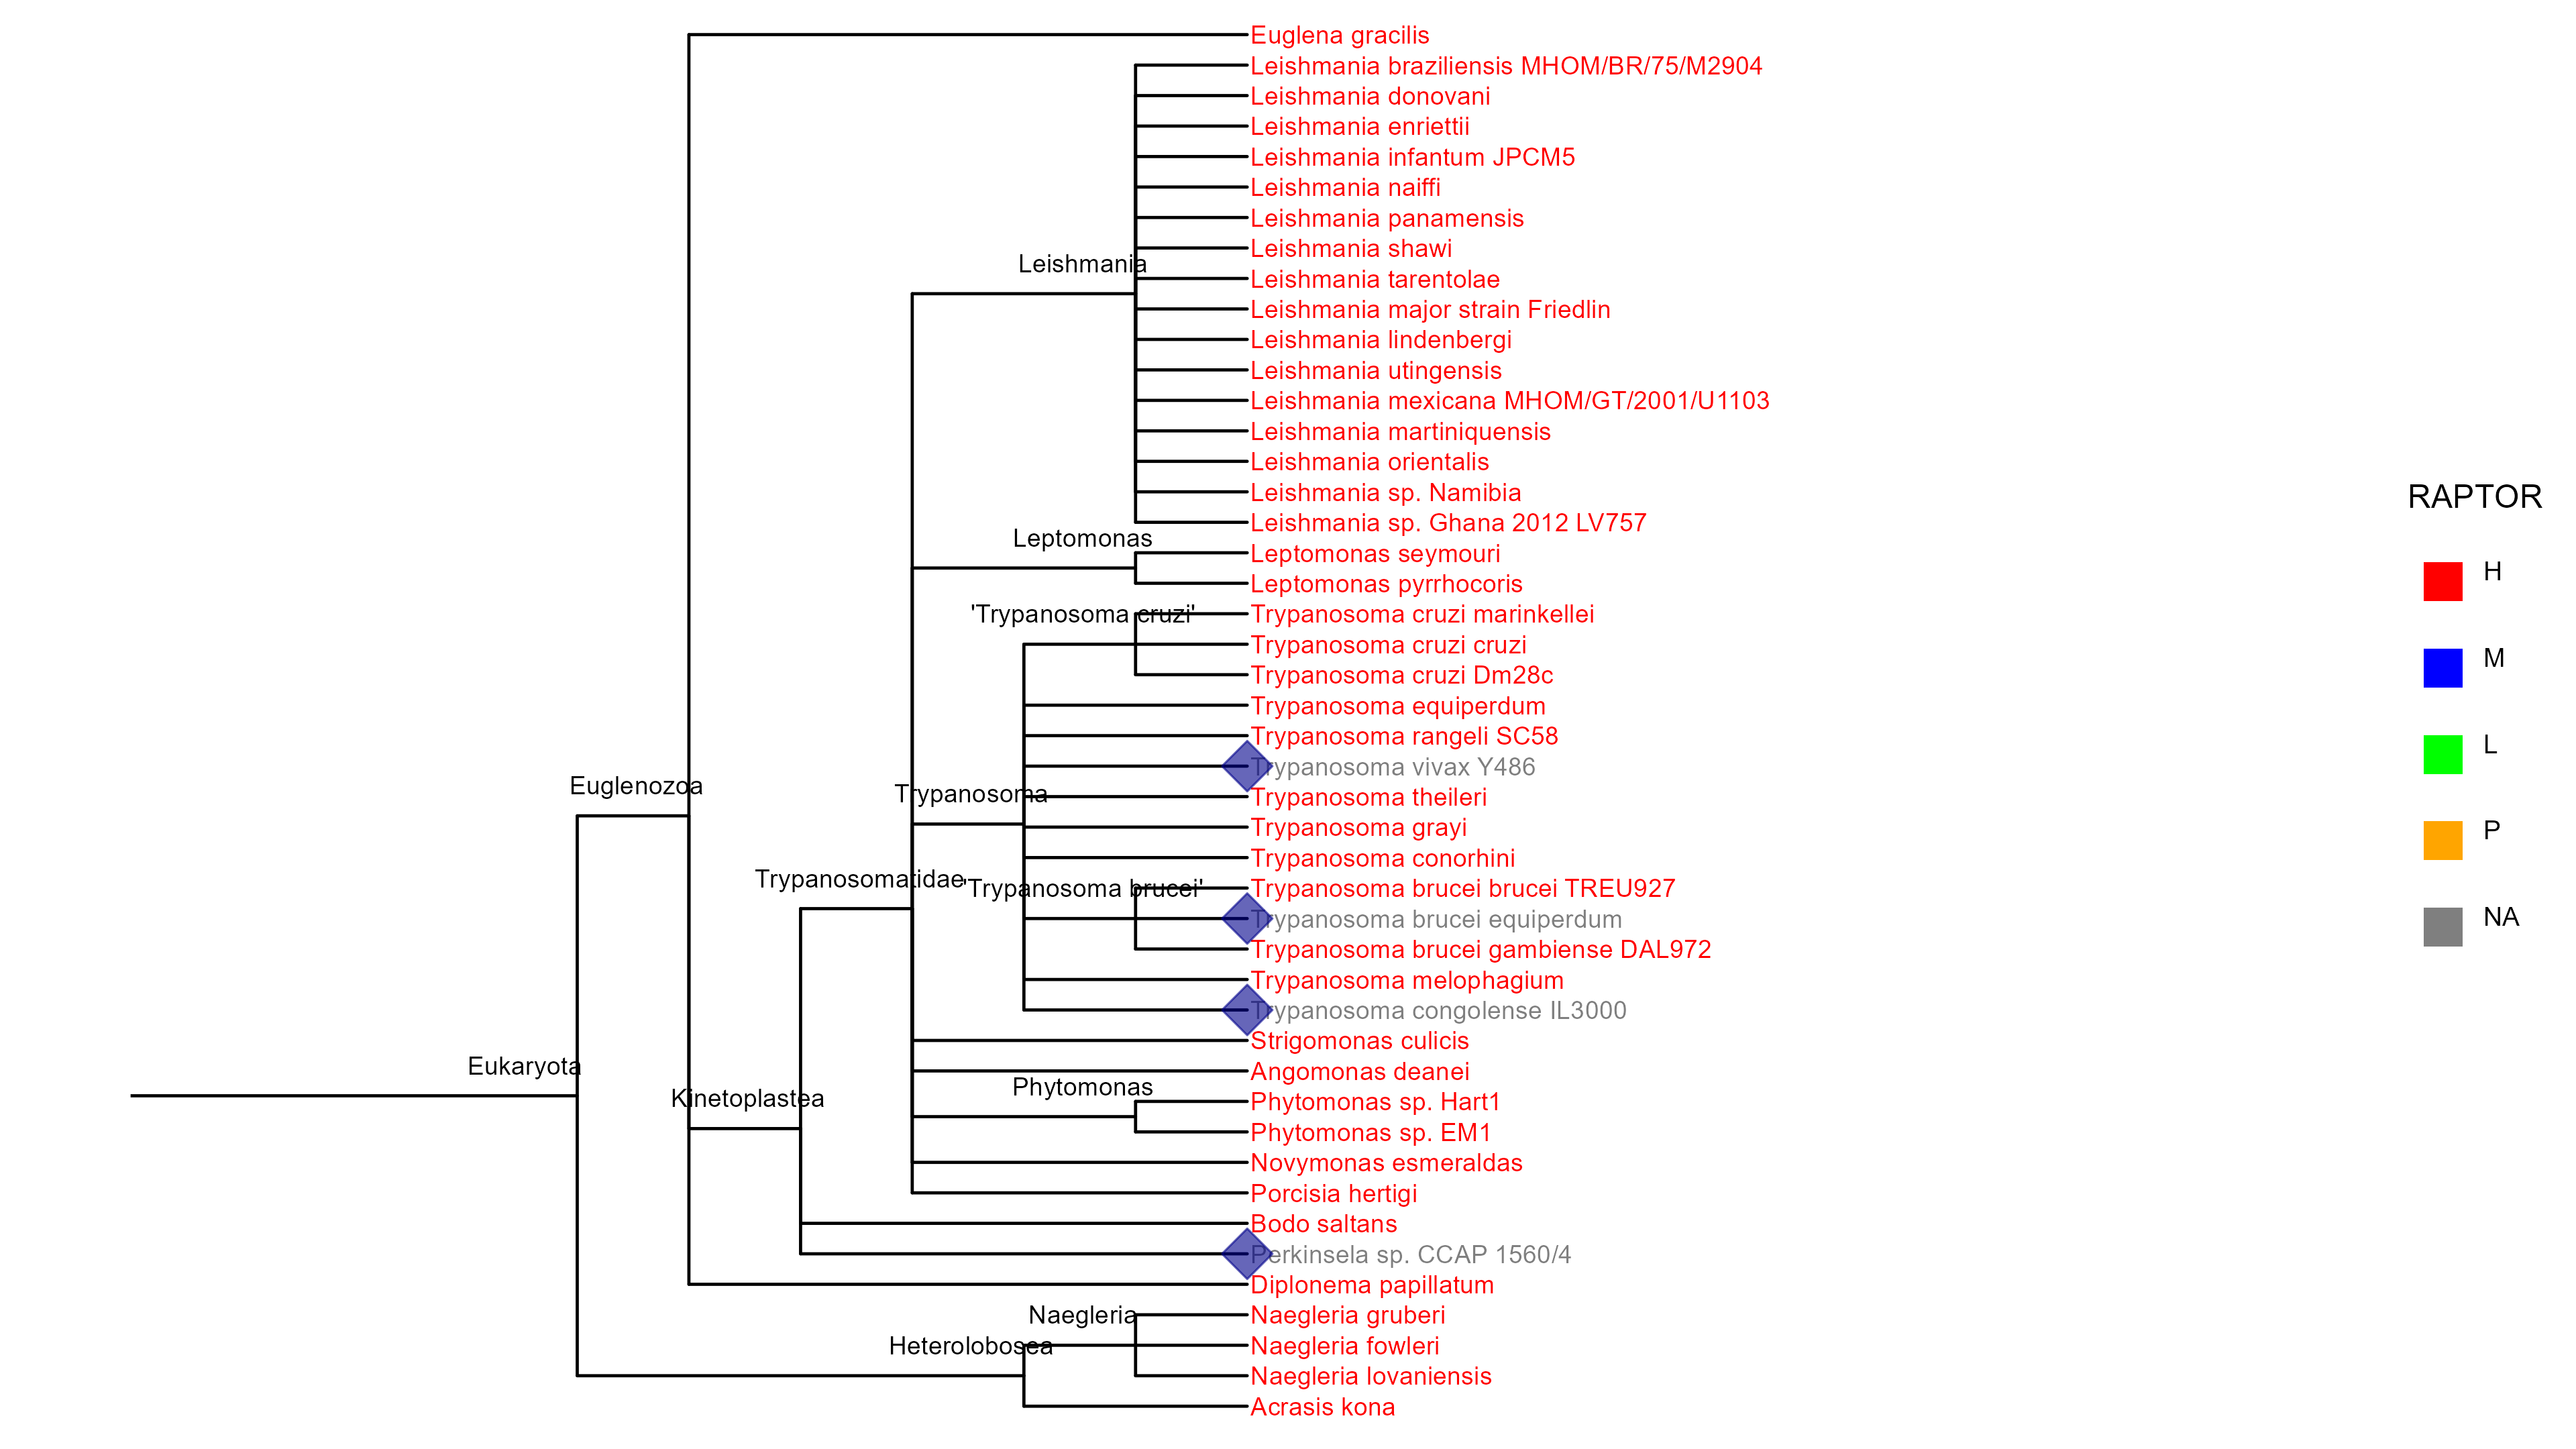 Euglena gracilis
Leishmania braziliensis MHOM/BR/75/M2904
Leishmania donovani
Leishmania enriettii
Leishmania infantum JPCM5
Leishmania naiffi
Leishmania panamensis
Leishmania shawi
Leishmania
Leishmania tarentolae
Leishmania major strain Friedlin
Leishmania lindenbergi
Leishmania utingensis
Leishmania mexicana MHOM/GT/2001/U1103
Leishmania martiniquensis
Leishmania orientalis
Leishmania sp. Namibia
Leishmania sp. Ghana 2012 LV757
Leptomonas
Leptomonas seymouri
Leptomonas pyrrhocoris
'Trypanosoma cruzi'
Trypanosoma cruzi marinkellei
Trypanosoma cruzi cruzi
Trypanosoma cruzi Dm28c
Trypanosoma equiperdum
Trypanosoma rangeli SC58
Trypanosoma vivax Y486
Euglenozoa
Trypanosoma
Trypanosoma theileri
Trypanosoma grayi
Trypanosoma conorhini
Trypanosomatidae
'Trypanosoma brucei'
Trypanosoma brucei brucei TREU927
Trypanosoma brucei equiperdum
Trypanosoma brucei gambiense DAL972
Trypanosoma melophagium
Trypanosoma congolense IL3000
Strigomonas culicis
Eukaryota
Angomonas deanei
Phytomonas
Kinetoplastea
Phytomonas sp. Hart1
Phytomonas sp. EM1
Novymonas esmeraldas
Porcisia hertigi
Bodo saltans
Perkinsela sp. CCAP 1560/4
Diplonema papillatum
Naegleria
Naegleria gruberi
Heterolobosea
Naegleria fowleri
Naegleria lovaniensis
Acrasis kona
RAPTOR
H
M
L
P
NA